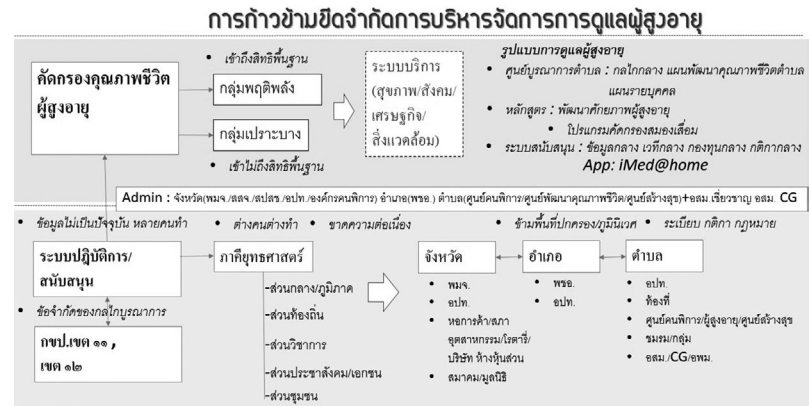 การก้าวข้ามขีดจำกัดการบริหารจัดการการดูแลผู้สูงอายุ
คัดกรองคุณภาพชีวิต
ผู้สูงอายุ
• เข้าถึงสิทธิพื้นฐาน
กลุ่มพฤติพลัง
กลุ่มเปราะบาง
• เข้าไม่ถึงสิทธิพื้นฐาน
ระบบบริการ
(สุขภาพ/สังคม/
เศรษฐกิจ/
สิ่งแวดล้อม)
รูปแบบการดูแลผู้สูงอายุ
• ศูนย์บูรณาการตำบล : กลไกกลาง แผนพัฒนาคุณภาพชีวิตตำบล
แผนรายบุคคล
• หลักสูตร : พัฒนาศักยภาพผู้สูงอายุ
• โปรแกรมคัดกรองสมองเสื่อม
• ระบบสนับสนุน : ข้อมูลกลาง เวทีกลาง กองทุนกลาง กติกากลาง
App: iMed@home
Admin : จังหวัด(พมจ./สสจ./สปสช./อปท./องค์กรคนพิการ) อำเภอ(พชอ.) ตำบล(ศูนย์คนพิการ/ศูนย์พัฒนาคุณภาพชีวิต/ศูนย์สร้างสุข)+อสม.เชี่ยวชาญ อสม. CG
• ข้อมูลไม่เป็นปัจจุบัน หลายคนทำ
• ต่างคนต่างทำ
• ขาดความต่อเนื่อง
• ข้ามพื้นที่ปกครอง/ภูมินิเวศ
• ระเบียบ กติกา กฎหมาย
ระบบปฏิบัติการ/
สนับสนุน
• ข้อจำกัดของกลไกบูรณาการ
กขป.เขต ๑๑ ,
เขต ๑๒
ภาคียุทธศาสตร์
-ส่วนกลาง/ภูมิภาค
-ส่วนท้องถิ่น
-ส่วนวิชาการ
-ส่วนประชาสังคม/เอกชน
-ส่วนชุมชน
จังหวัด
• พมจ.
• อบจ.
• หอการค้า/สภา
อุตสาหกรรม/โรตารี่/
บริษัท ห้างหุ้นส่วน
• สมาคม/มูลนิธิ
อำเภอ
• พชอ.
• อปท.
ตำบล
• อปท.
• ท้องที่
• ศูนย์คนพิการ/ผู้สูงอายุ/ศูนย์สร้างสุข
• ชมรม/กลุ่ม
• อสม./CG/อพม.